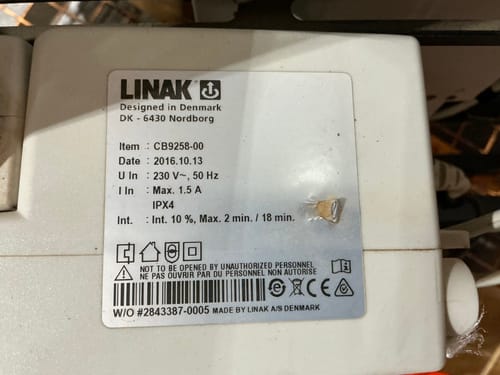 LINAK
Designed in Denmark
DK - 6430 Nordborg
Item : CB9258-00
Date : 2016.10.13
U In : 230 V~, 50 Hz
I In : Max. 1.5 A
IPX4
Int. : Int. 10 %, Max. 2 min. / 18 min.
NOT TO BE OPENED BY UNAUTHORIZED PERSONNEL
NE PAS OUVRIR PAR DU PERSONNEL NON AUTORISE
CE
W/O #2843387-0005 MADE BY LINAK A/S DENMARK